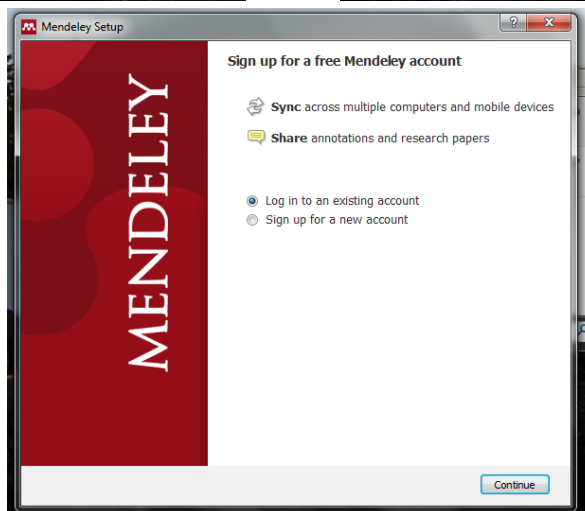 Mendeley Setup
?
X
MENDELEY
Sign up for a free Mendeley account
Sync across multiple computers and mobile devices
Share annotations and research papers
Log in to an existing account
Sign up for a new account
Continue